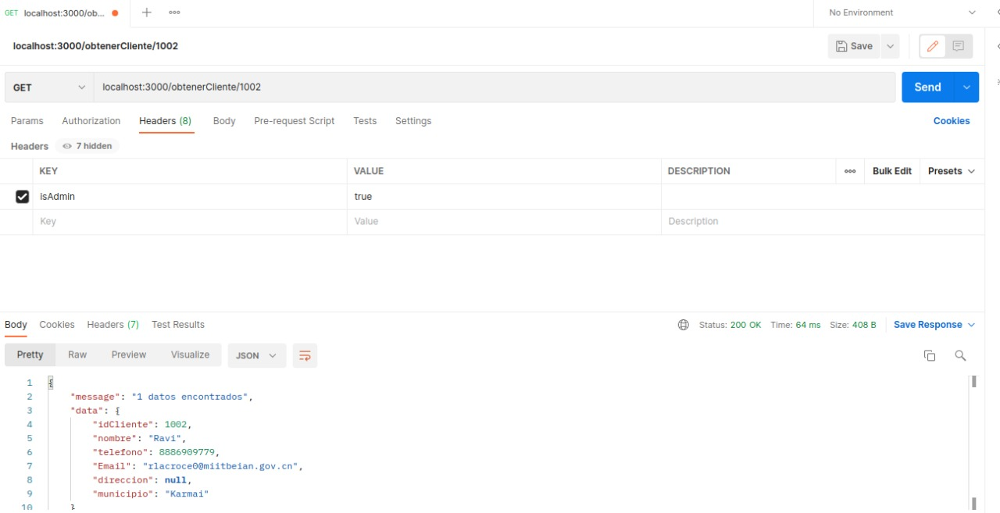 GET localhost:3000/ob...
No Environment
localhost:3000/obtenerCliente/1002
Save
GET localhost:3000/obtenerCliente/1002
Send
Params Authorization Headers (8) Body Pre-request Script Tests Settings Cookies
Headers 7 hidden
KEY VALUE DESCRIPTION Bulk Edit Presets
isAdmin true
Key Value Description
Body Cookies Headers (7) Test Results Status: 200 OK Time: 64 ms Size: 408 B Save Response
Pretty Raw Preview Visualize JSON
1 {
2 "message": "1 datos encontrados",
3 "data": {
4 "idCliente": 1002,
5 "nombre": "Ravi",
6 "telefono": 8886909779,
7 "Email": "rlacroce0@miitbeian.gov.cn",
8 "direccion": null,
9 "municipio": "Karmai"
10 }